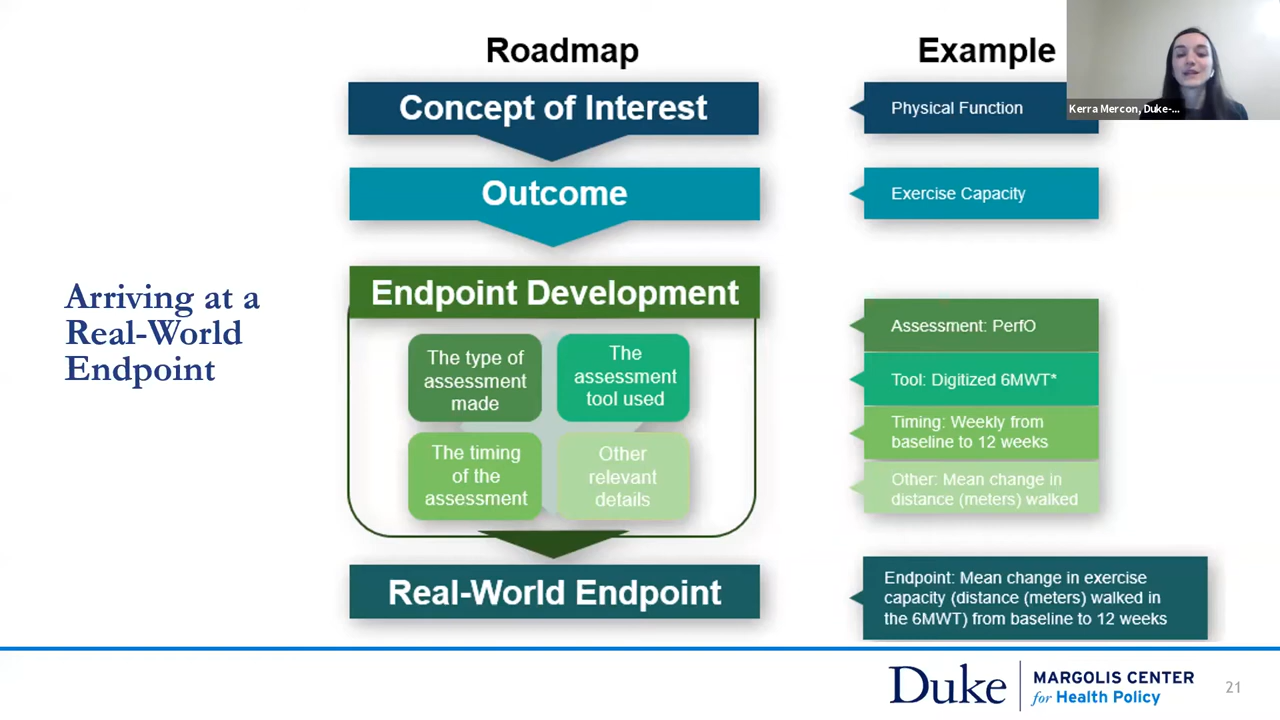 Roadmap
Example
Kerra Mercon, Duke-...
Concept of Interest
Physical Function
Outcome
Exercise Capacity
Arriving at a
Real-World
Endpoint
Endpoint Development
The type of
assessment
made
The
assessment
tool used
The timing
of the
assessment
Other
relevant
details
Assessment: PerfO
Tool: Digitized 6MWT*
Timing: Weekly from
baseline to 12 weeks
Other: Mean change in
distance (meters) walked
Real-World Endpoint
Endpoint: Mean change in exercise
capacity (distance (meters) walked in
the 6MWT) from baseline to 12 weeks
Duke
MARGOLIS CENTER
for Health Policy
21